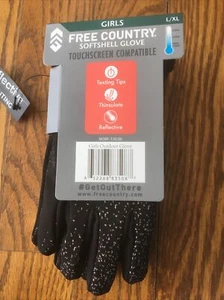 GIRLS
L/XL
FREE COUNTRY
SOFTSHELL GLOVE
TOUCHSCREEN COMPATIBLE
Texting Tips
Thinsulate
Reflective
Girls Outdoor Glove
#GetOutThere
www.freecountry.com